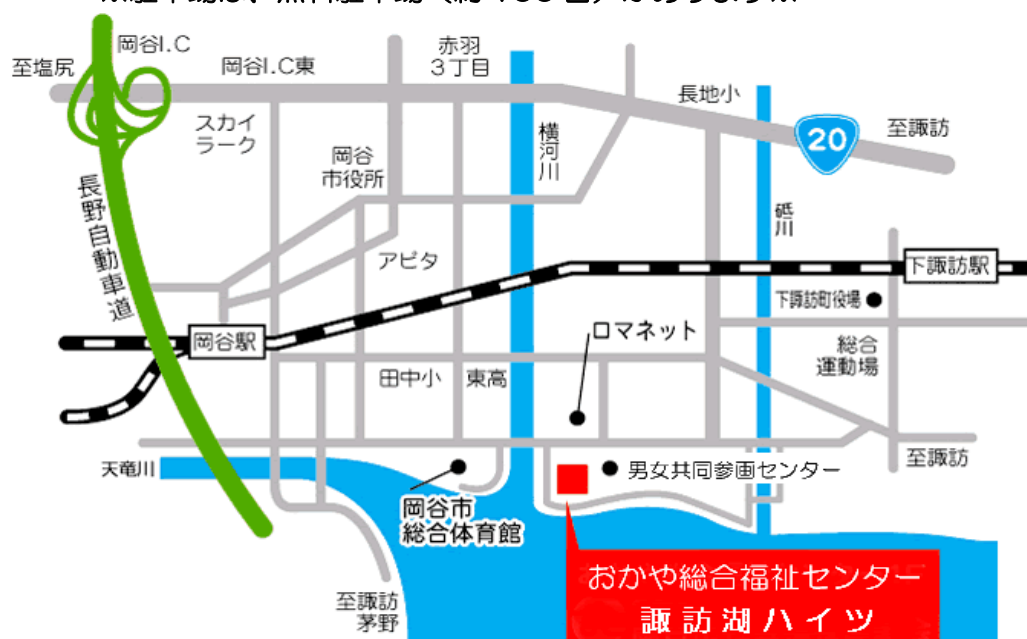 岡谷I.C
至塩尻
岡谷I.C東
赤羽
3丁目
長地小
スカイ
ラーク
横河川
20
至諏訪
岡谷
市役所
長野自動車道
砥川
アピタ
下諏訪駅
下諏訪町役場
岡谷駅
ロマネット
総合
運動場
田中小
東高
天竜川
男女共同参画センター
至諏訪
岡谷市
総合体育館
おかや総合福祉センター
諏訪湖ハイツ
至諏訪
茅野